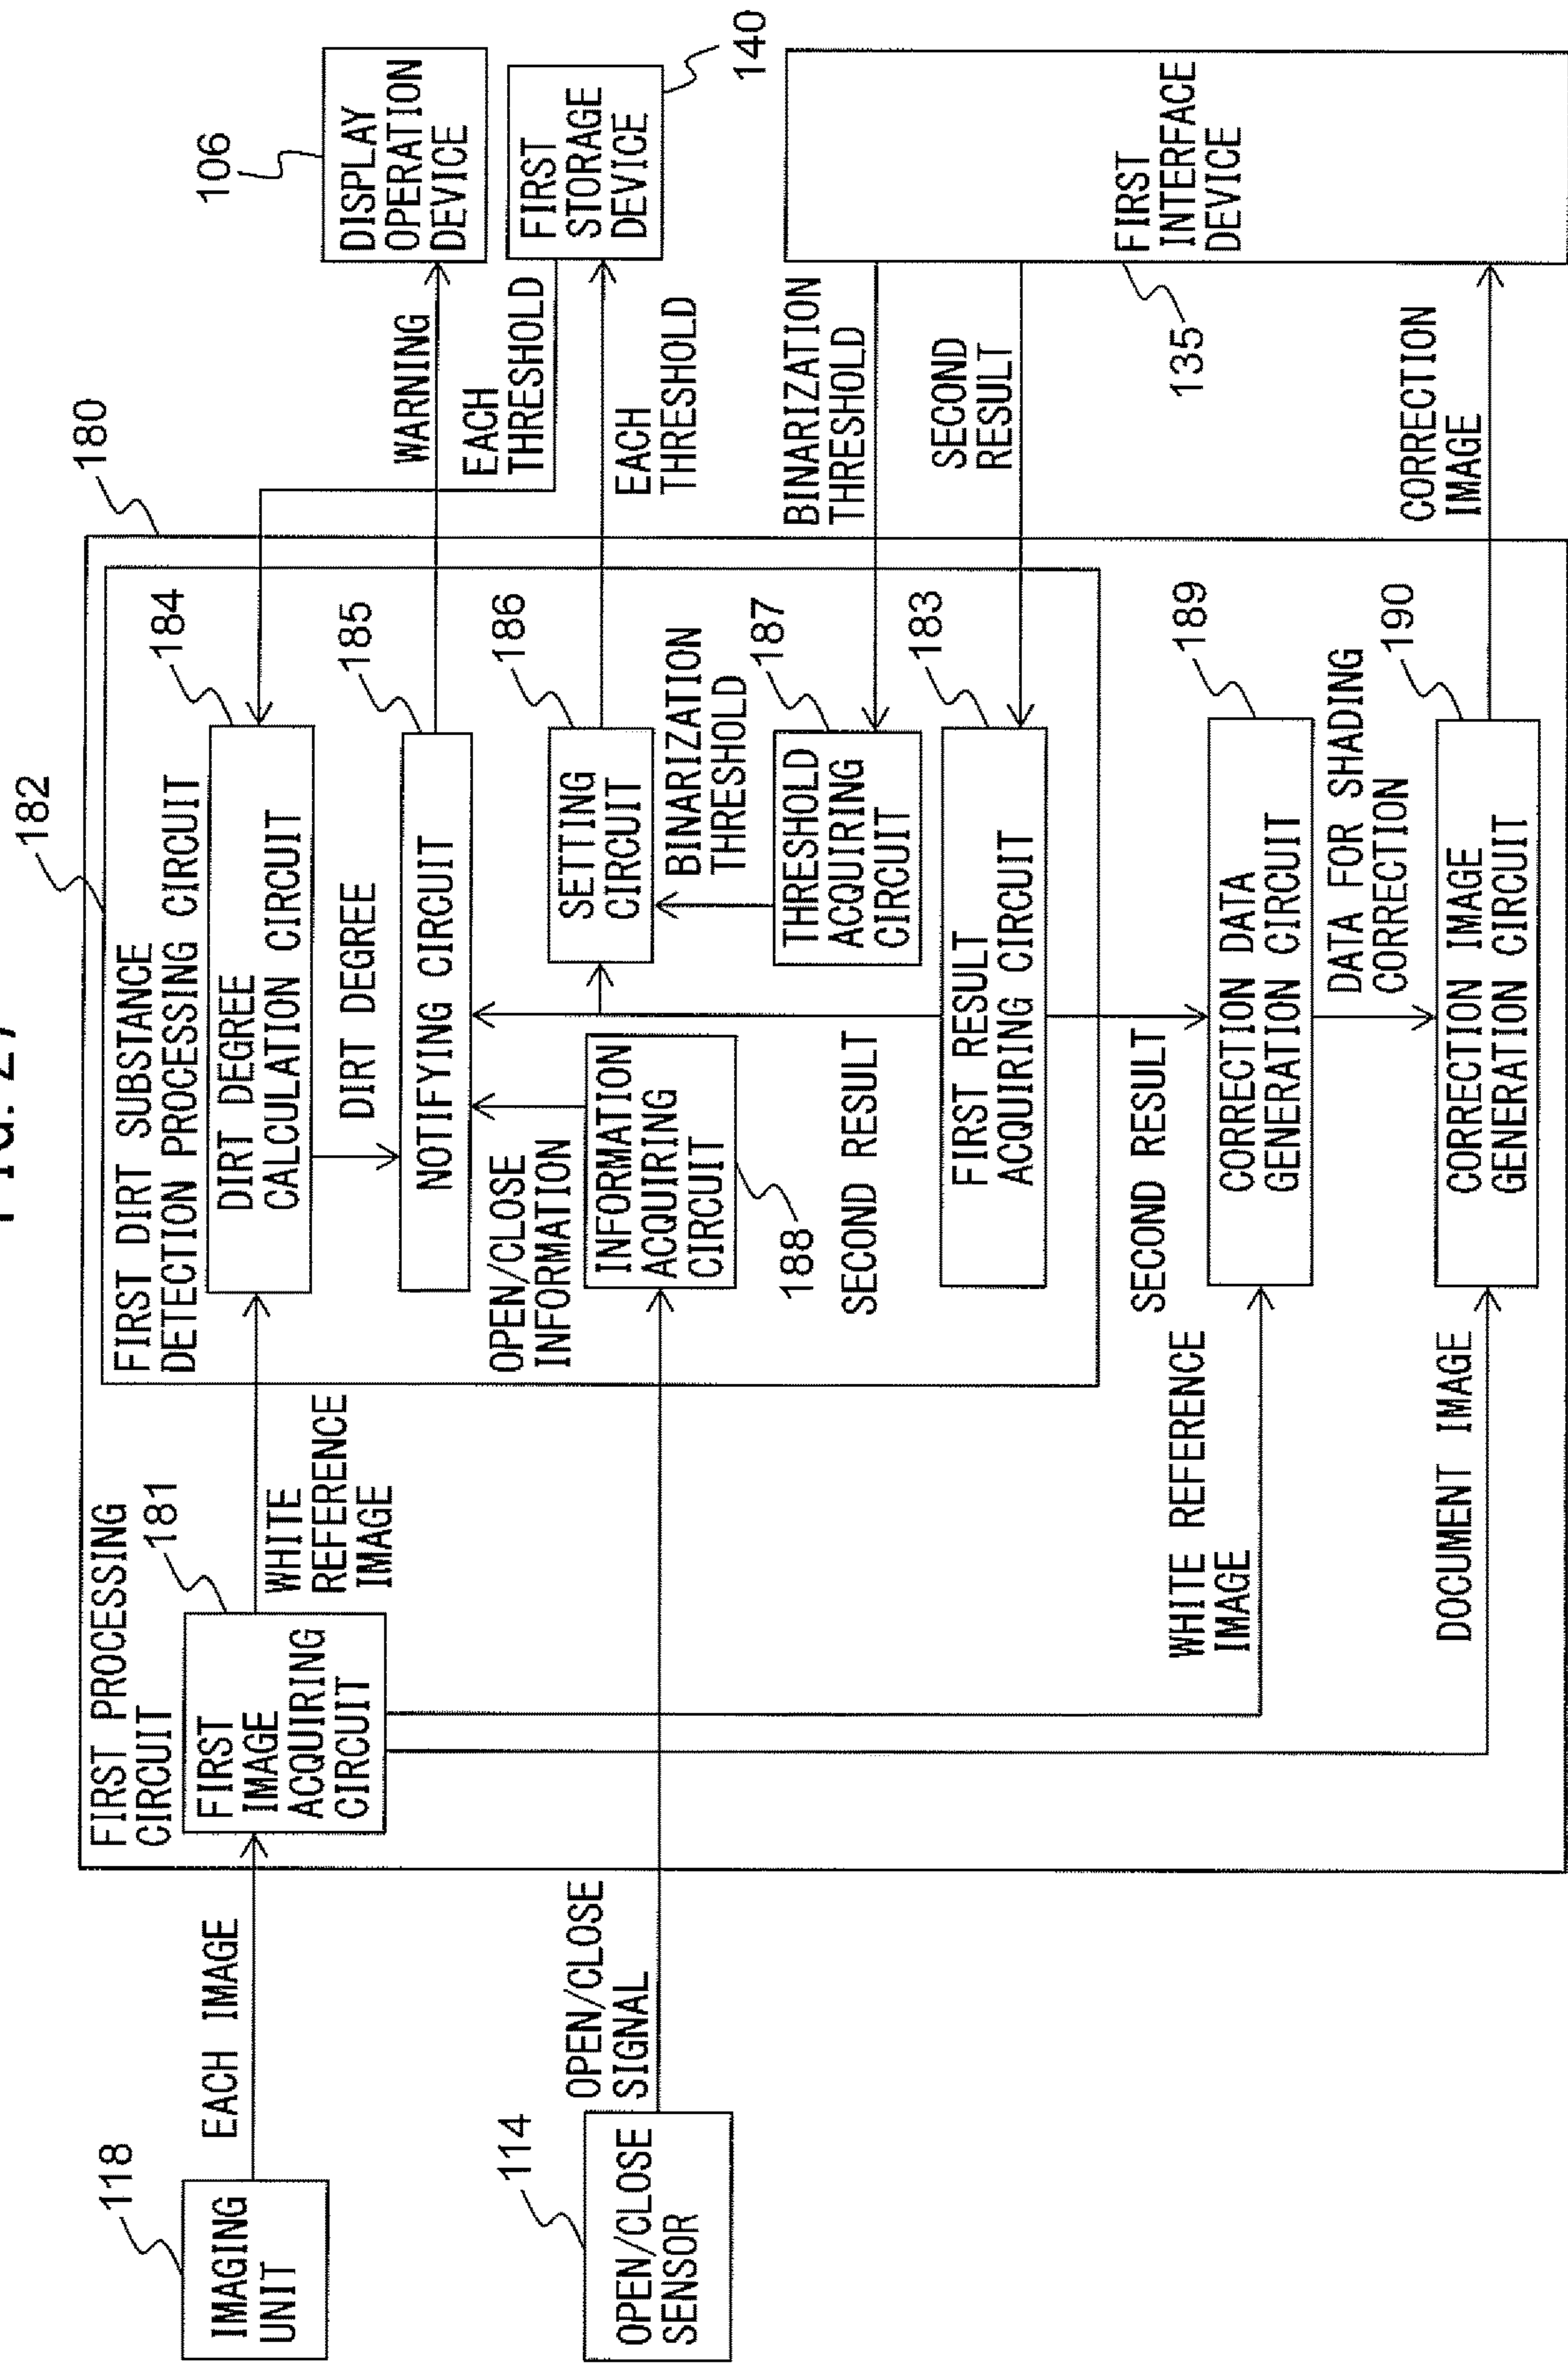 FIG. 27
182
180
106
FIRST PROCESSING
CIRCUIT
181
FIRST DIRT SUBSTANCE
DETECTION PROCESSING CIRCUIT
184
118
IMAGING
UNIT
EACH IMAGE
FIRST
IMAGE
ACQUIRING
CIRCUIT
WHITE
REFERENCE
IMAGE
DIRT DEGREE
CALCULATION CIRCUIT
DIRT DEGREE
185
NOTIFYING CIRCUIT
WARNING
DISPLAY
OPERATION
DEVICE
EACH
THRESHOLD
114
OPEN/CLOSE
SENSOR
OPEN/CLOSE
SIGNAL
OPEN/CLOSE
INFORMATION
INFORMATION
ACQUIRING
CIRCUIT
188
186
SETTING
CIRCUIT
EACH
THRESHOLD
FIRST
STORAGE
DEVICE
140
BINARIZATION
THRESHOLD
187
THRESHOLD
ACQUIRING
CIRCUIT
BINARIZATION
THRESHOLD
SECOND RESULT
183
FIRST RESULT
ACQUIRING CIRCUIT
SECOND
RESULT
FIRST
INTERFACE
DEVICE
135
SECOND RESULT
WHITE REFERENCE
IMAGE
189
CORRECTION DATA
GENERATION CIRCUIT
DATA FOR SHADING
CORRECTION
190
DOCUMENT IMAGE
CORRECTION IMAGE
GENERATION CIRCUIT
CORRECTION
IMAGE